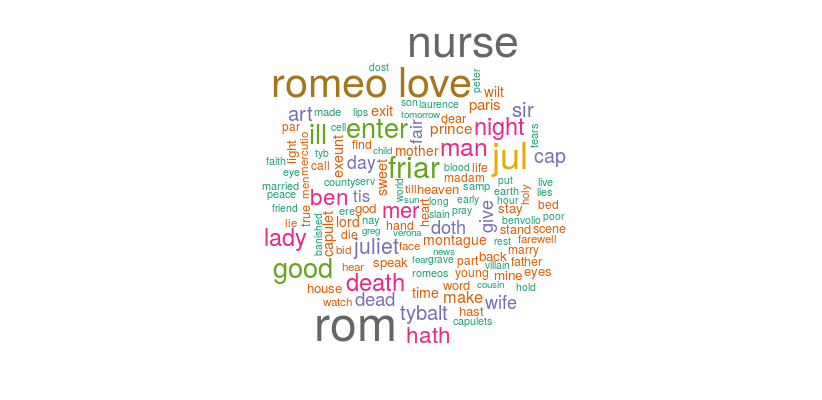 nurse
dost
romeo love
peter
wilt
son laurence paris
art made lips exit tomorrow dear sir
par ill cell enter fair prince night tears
light mercutio tyb exeunt find child mother man jul cap
faith call day friar blood life
eye madam
married county serv sweet world till heaven samp put earth live
peace men ben tis sun long early hour holy lies
friend true ere god mer heart slain pray give stay bed
lie capulet lord nay hand benvolio poor
lady banished die greg verona doth stand scene
bid juliet face montague rest farewell
news back marry
good hear speak fear grave part villain father
romeos young mine eyes
house death word cousin hold
watch dead time make wife
rom tybalt hast
capulets
hath